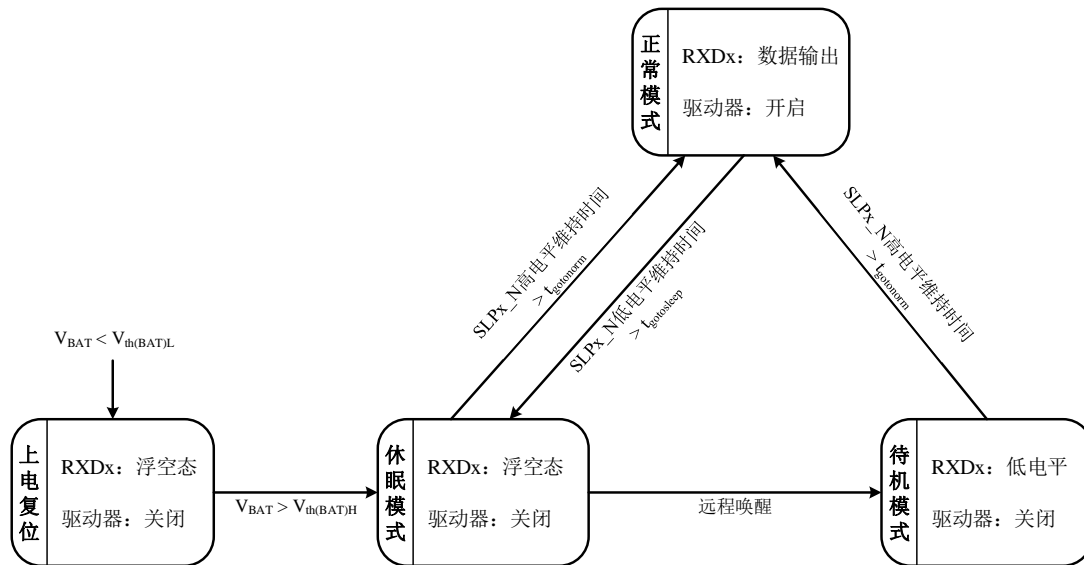 正常模式
RXDx：数据输出
驱动器：开启
SLPx_N高电平维持时间
> tgotonorm
SLPx_N低电平维持时间
> tgotosleep
SLPx_N高电平维持时间
> tgotonorm
VBAT < Vth(BAT)L
上电复位
RXDx：浮空态
驱动器：关闭
VBAT > Vth(BAT)H
休眠模式
RXDx：浮空态
驱动器：关闭
远程唤醒
待机模式
RXDx：低电平
驱动器：关闭